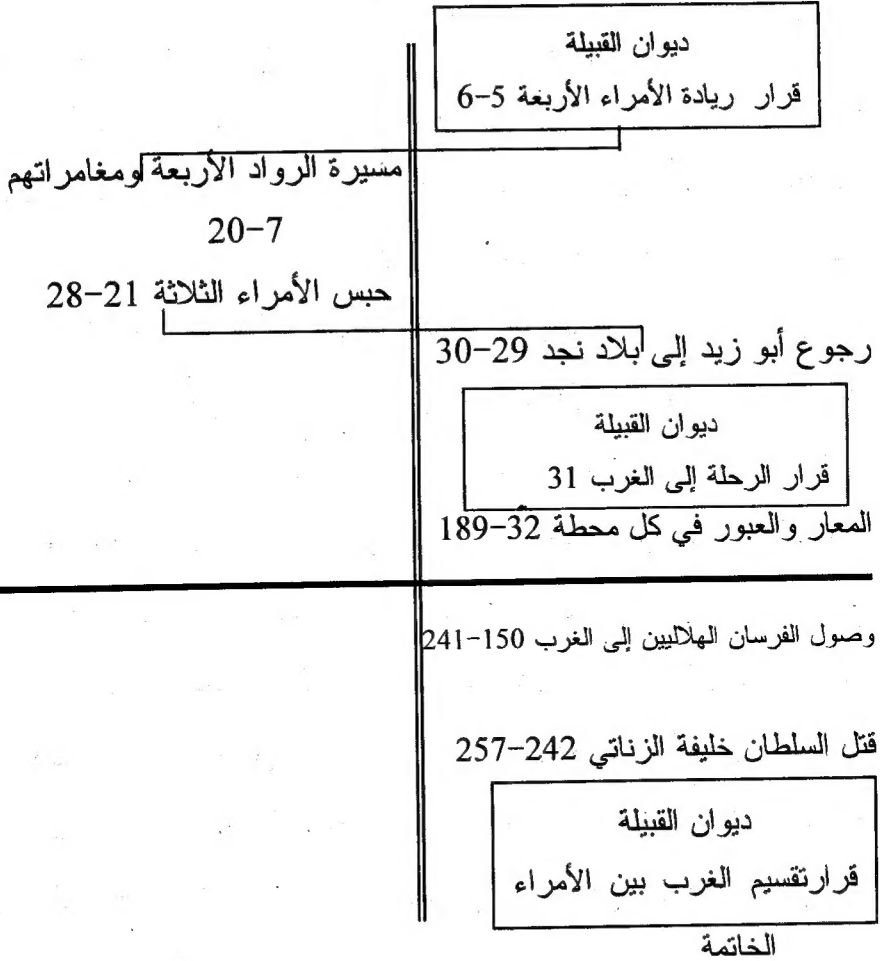 ديوان القبيلة
قرار ريادة الأمراء الأربعة 5-6
مسيرة الرواد الأربعة ومغامراتهم
7-20
حبس الأمراء الثلاثة 21-28
رجوع أبو زيد إلى بلاد نجد 29-30
ديوان القبيلة
قرار الرحلة إلى الغرب 31
المعار والعبور في كل محطة 32-189
وصول الفرسان الهلاليين إلى الغرب 150-241
قتل السلطان خليفة الزناتي 242-257
ديوان القبيلة
قرارتقسيم الغرب بين الأمراء
الخاتمة